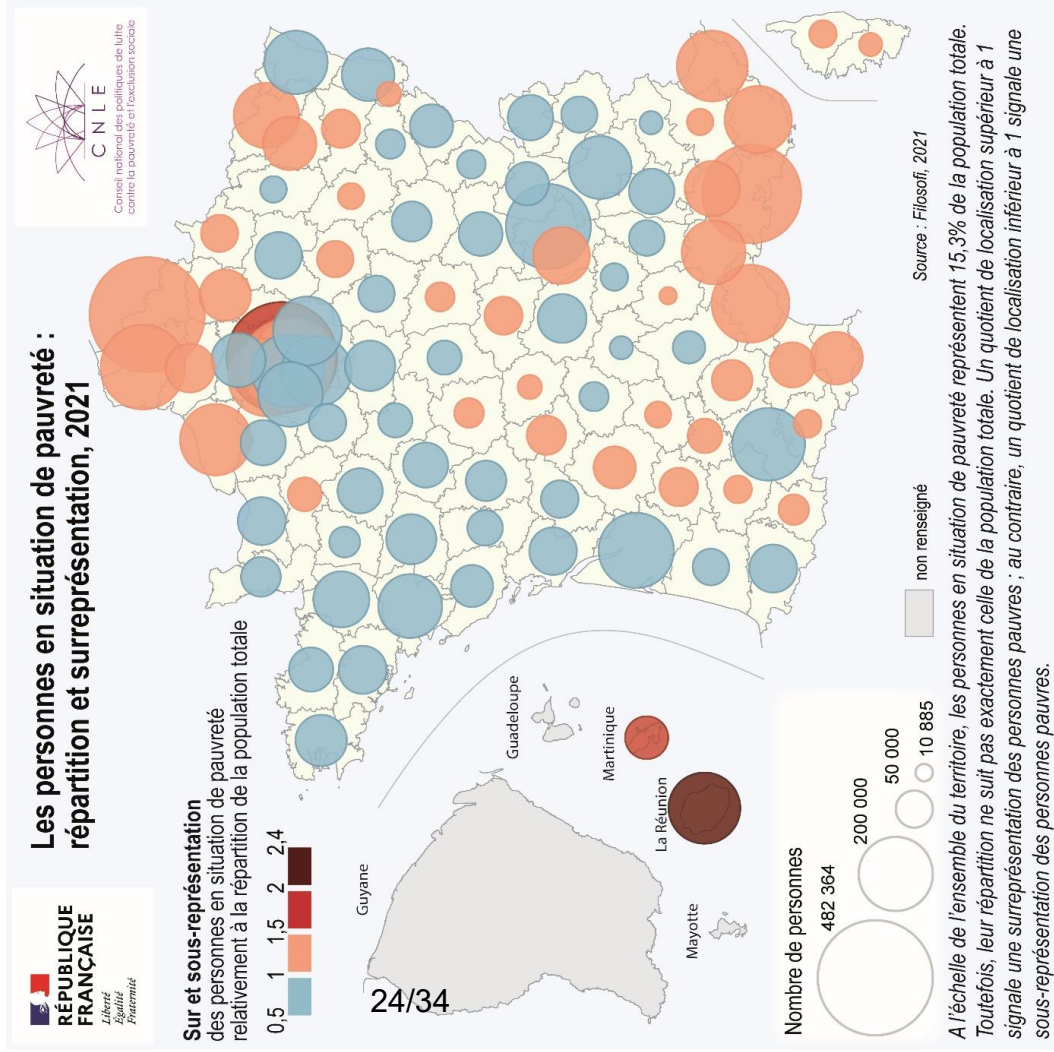 RÉPUBLIQUE
FRANÇAISE
Liberté
Égalité
Fraternité
Les personnes en situation de pauvreté :
répartition et surreprésentation, 2021
CNLE
Conseil national des politiques de lutte
contre la pauvreté et l'exclusion sociale
Sur et sous-représentation
des personnes en situation de pauvreté
relativement à la répartition de la population totale
0,5 1 1,5 2 2,4
Guyane
Guadeloupe
Martinique
La Réunion
Mayotte
24/34
Nombre de personnes
482 364
200 000
50 000
10 885
non renseigné
Source : Filosofi, 2021
A l'échelle de l'ensemble du territoire, les personnes en situation de pauvreté représentent 15,3% de la population totale.
Toutefois, leur répartition ne suit pas exactement celle de la population totale. Un quotient de localisation supérieur à 1
signale une surreprésentation des personnes pauvres ; au contraire, un quotient de localisation inférieur à 1 signale une
sous-représentation des personnes pauvres.